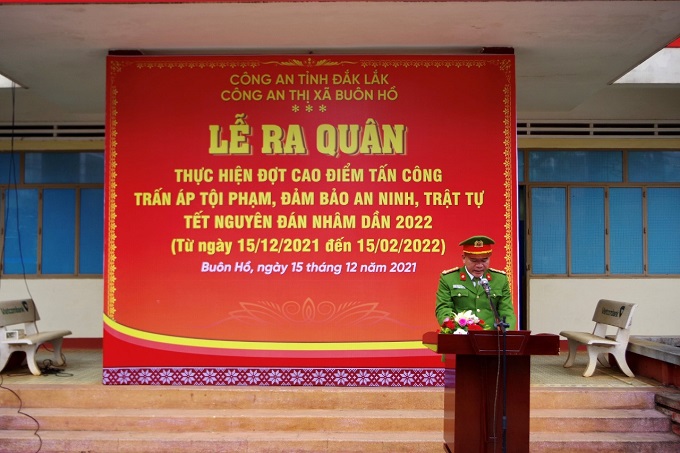 CÔNG AN TỈNH ĐẮK LẮK
CÔNG AN THỊ XÃ BUÔN HỒ
***
LỄ RA QUÂN
THỰC HIỆN ĐỢT CAO ĐIỂM TẤN CÔNG
TRẤN ÁP TỘI PHẠM, ĐẢM BẢO AN NINH, TRẬT TỰ
TẾT NGUYÊN ĐÁN NHÂM DẦN 2022
(Từ ngày 15/12/2021 đến 15/02/2022)
Buôn Hồ, ngày 15 tháng 12 năm 2021